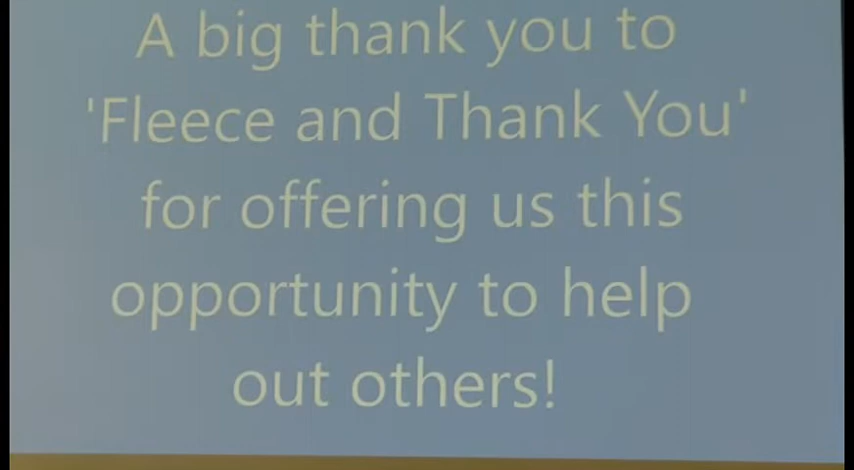 A big thank you to
'Fleece and Thank You'
for offering us this
opportunity to help
out others!